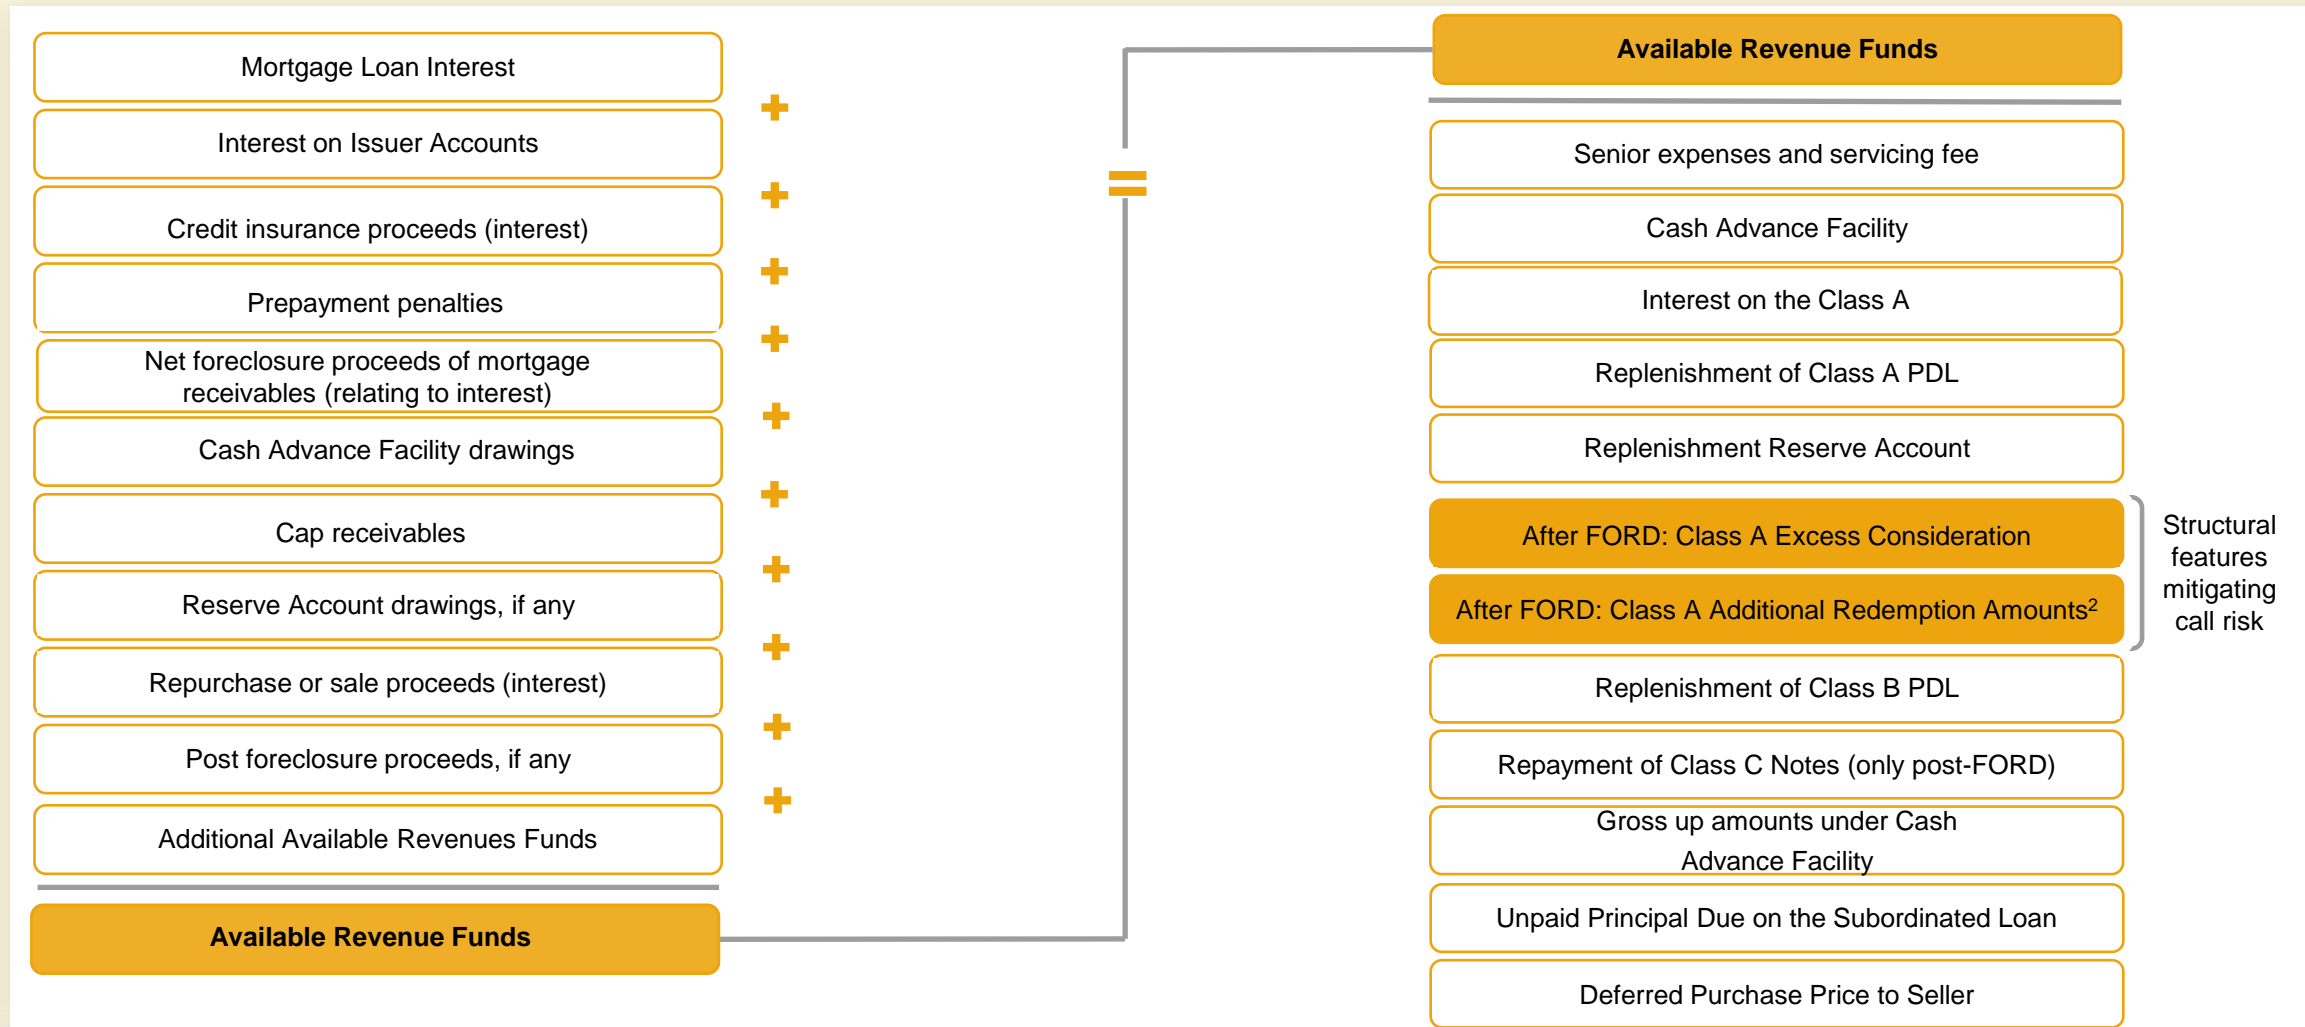 Mortgage Loan Interest
Interest on Issuer Accounts
Credit insurance proceeds (interest)
Prepayment penalties
Net foreclosure proceeds of mortgage
receivables (relating to interest)
Cash Advance Facility drawings
Cap receivables
Reserve Account drawings, if any
Repurchase or sale proceeds (interest)
Post foreclosure proceeds, if any
Additional Available Revenues Funds
Available Revenue Funds
+
+
+
+
+
+
+
+
+
+
=
Available Revenue Funds
Senior expenses and servicing fee
Cash Advance Facility
Interest on the Class A
Replenishment of Class A PDL
Replenishment Reserve Account
After FORD: Class A Excess Consideration
After FORD: Class A Additional Redemption Amounts²
Replenishment of Class B PDL
Repayment of Class C Notes (only post-FORD)
Gross up amounts under Cash
Advance Facility
Unpaid Principal Due on the Subordinated Loan
Deferred Purchase Price to Seller
Structural
features
mitigating
call risk